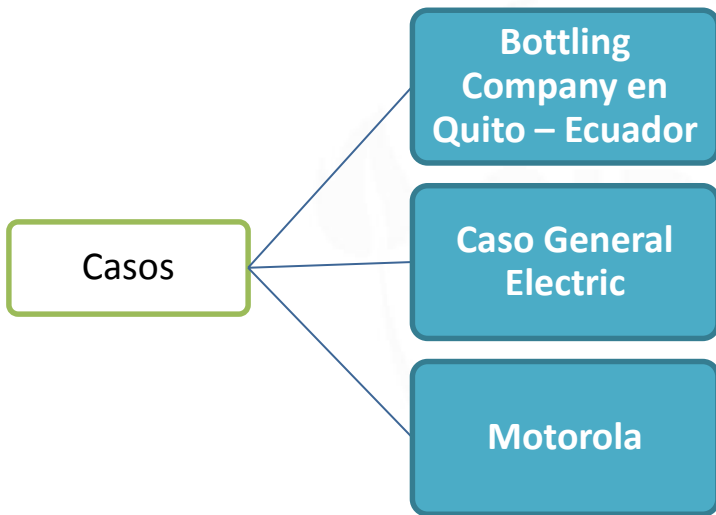 Casos
Bottling
Company en
Quito – Ecuador
Caso General
Electric
Motorola